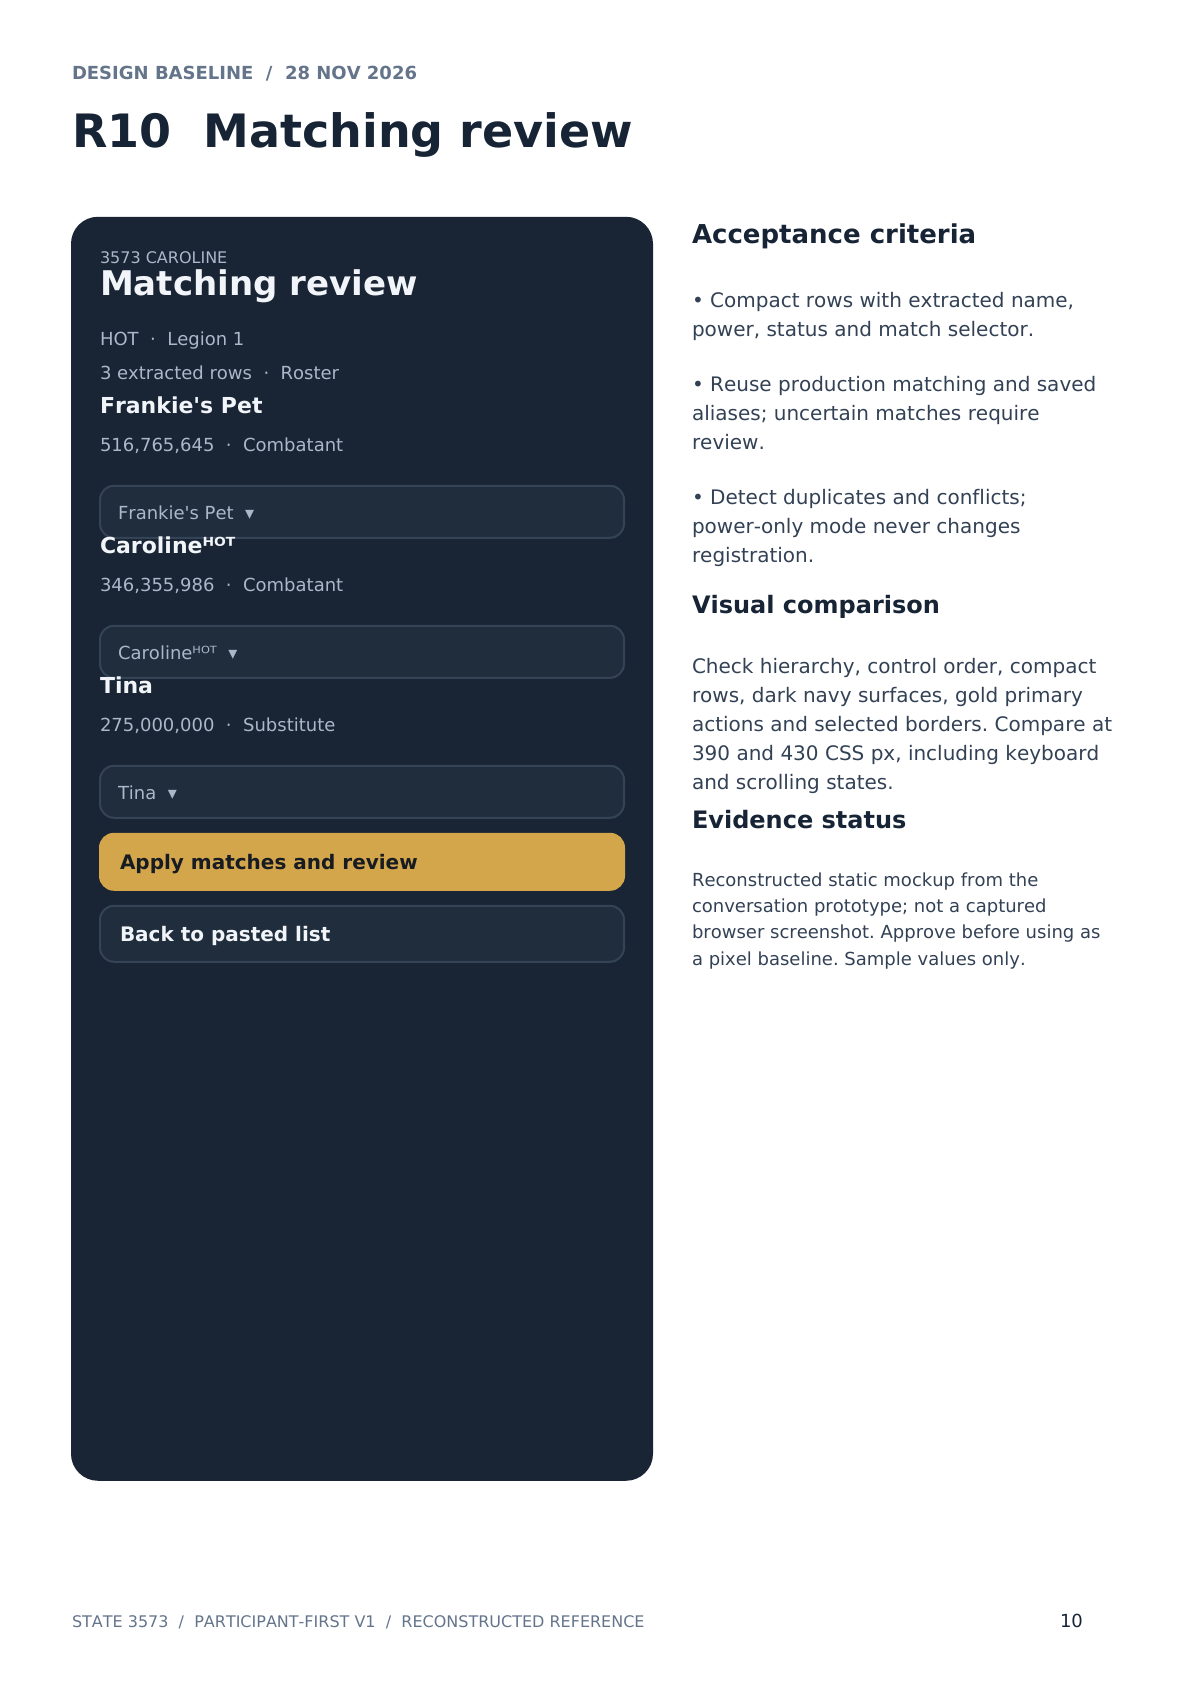 DESIGN BASELINE / 28 NOV 2026
R10 Matching review
3573 CAROLINE
Matching review
HOT · Legion 1
3 extracted rows · Roster
Frankie's Pet
516,765,645 · Combatant
Frankie's Pet ▾
Carolineᴴᴼᵀ
346,355,986 · Combatant
Carolineᴴᴼᵀ ▾
Tina
275,000,000 · Substitute
Tina ▾
Apply matches and review
Back to pasted list
Acceptance criteria
• Compact rows with extracted name,
power, status and match selector.
• Reuse production matching and saved
aliases; uncertain matches require
review.
• Detect duplicates and conflicts;
power-only mode never changes
registration.
Visual comparison
Check hierarchy, control order, compact
rows, dark navy surfaces, gold primary
actions and selected borders. Compare at
390 and 430 CSS px, including keyboard
and scrolling states.
Evidence status
Reconstructed static mockup from the
conversation prototype; not a captured
browser screenshot. Approve before using as
a pixel baseline. Sample values only.
STATE 3573 / PARTICIPANT-FIRST V1 / RECONSTRUCTED REFERENCE
10